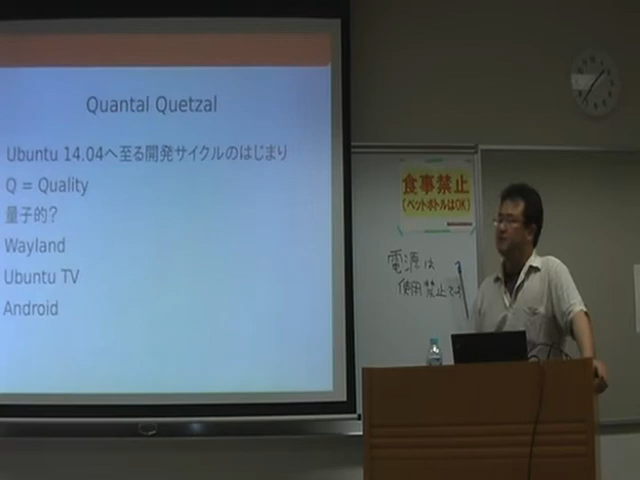 Quantal Quetzal
Ubuntu 14.04へ至る開発サイクルのはじまり
Q = Quality
量子的?
Wayland
Ubuntu TV
Android
食事禁止
(ペットボトルはOK)
電源は
使用禁止です